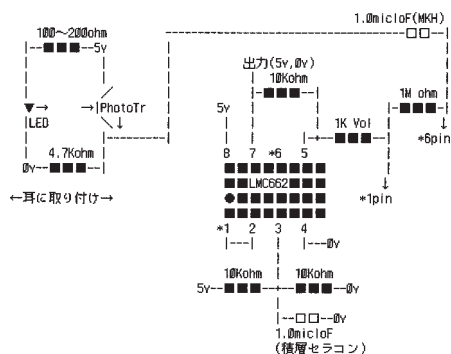 1.0micloF(MKH)
100～200ohm
5v
出力(5v,0v)
10Kohm
1M ohm
▼→ →|PhotoTr
LED
5v
1K Vol
*6pin
4.7Kohm
0v
8 7 *6 5
←耳に取り付け→
LMC662
*1pin
*1 2 3 4
0v
10Kohm 10Kohm
5v 0v
0v
1.0micloF
(積層セラコン)